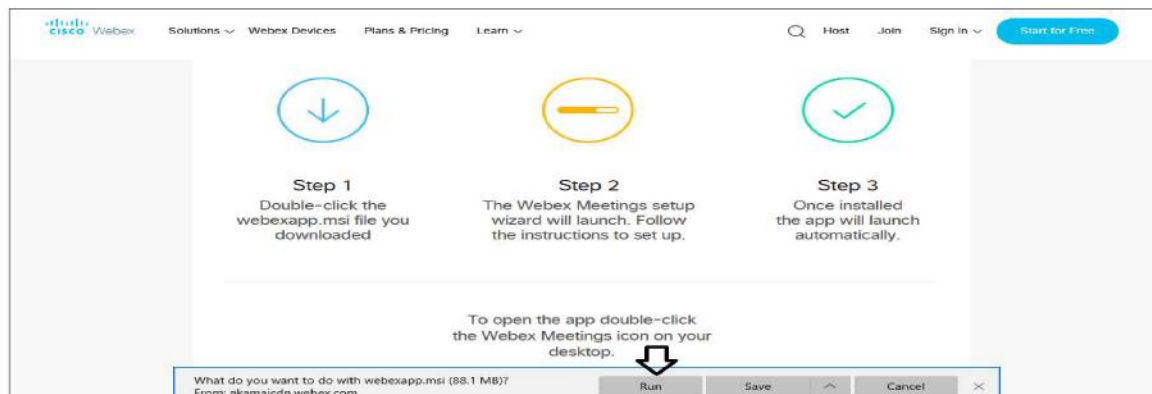 CISCO Webex Solutions Webex Devices Plans & Pricing Learn Host Join Sign In Start for Free
Step 1
Double-click the
webexapp.msi file you
downloaded
Step 2
The Webex Meetings setup
wizard will launch. Follow
the instructions to set up.
Step 3
Once installed
the app will launch
automatically.
To open the app double-click
the Webex Meetings icon on your
desktop.
What do you want to do with webexapp.msi (88.1 MB)?
From: akamaicdn.webex.com
Run Save Cancel